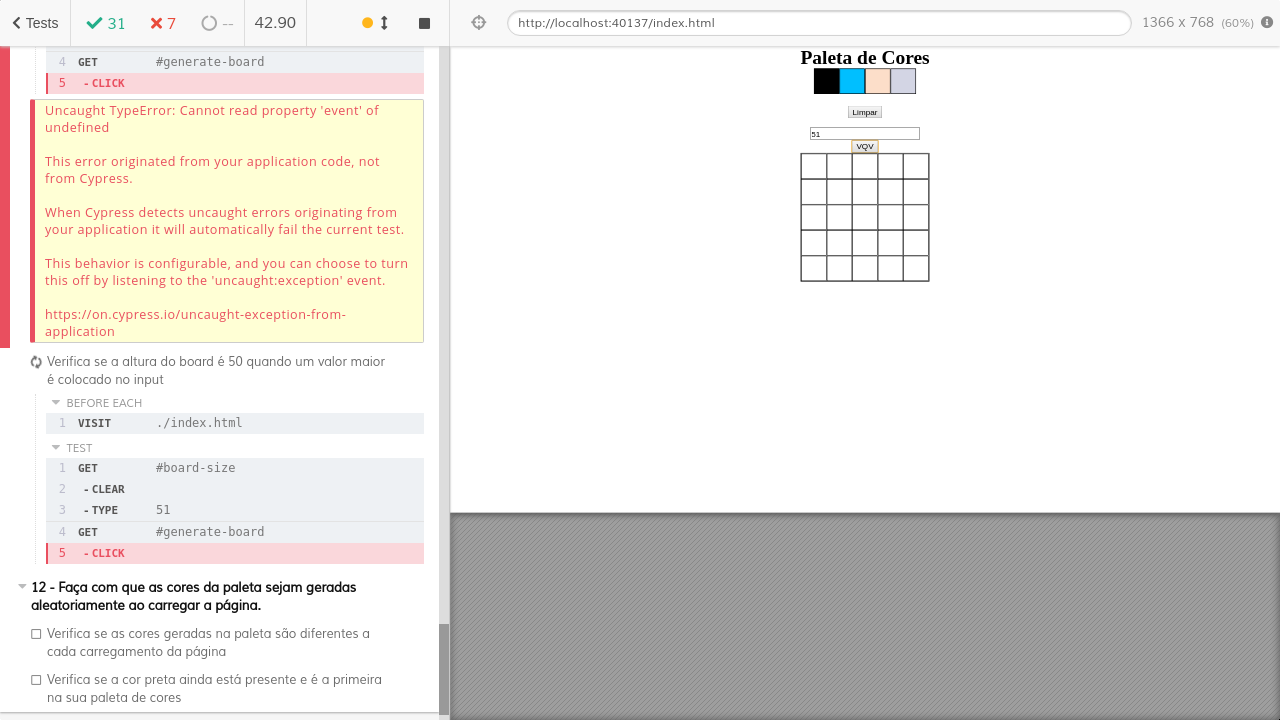 Tests 31 7 -- 42.90
http://localhost:40137/index.html 1366 x 768 (60%)
4 GET #generate-board
5 - CLICK
Uncaught TypeError: Cannot read property 'event' of
undefined
This error originated from your application code, not
from Cypress.
When Cypress detects uncaught errors originating from
your application it will automatically fail the current test.
This behavior is configurable, and you can choose to turn
this off by listening to the 'uncaught:exception' event.
https://on.cypress.io/uncaught-exception-from-
application
Verifica se a altura do board é 50 quando um valor maior
é colocado no input
BEFORE EACH
1 VISIT ./index.html
TEST
1 GET #board-size
2 - CLEAR
3 - TYPE 51
4 GET #generate-board
5 - CLICK
12 - Faça com que as cores da paleta sejam geradas
aleatoriamente ao carregar a página.
Verifica se as cores geradas na paleta são diferentes a
cada carregamento da página
Verifica se a cor preta ainda está presente e é a primeira
na sua paleta de cores
Paleta de Cores
Limpar
51
VQV